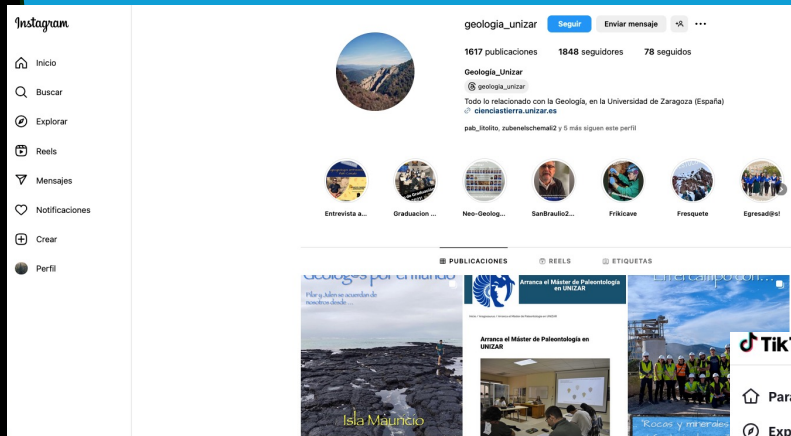 Instagram
Inicio
Buscar
Explorar
Reels
Mensajes
Notificaciones
Crear
Perfil
geologia_unizar Seguir Enviar mensaje
1617 publicaciones 1848 seguidores 78 seguidos
Geología_Unizar
geologia_unizar
Todo lo relacionado con la Geología, en la Universidad de Zaragoza (España)
cienciastierra.unizar.es
pab_litolito, zubenelschemali2 y 5 más siguen este perfil
Entrevista a... Graduacion ... Neo-Geolog... SanBraulio2... Frikicave Fresquete Egresad@s!
PUBLICACIONES REELS ETIQUETAS
Geolog@s por el mundo
Pilar y Julen se acuerdan de
nosotros desde ...
Isla Mauricio
Arranca el Máster de Paleontología
en UNIZAR
Arranca el Máster de Paleontología en
UNIZAR
En el campo con...
Rocas y minerales
TikT
Para
Exp